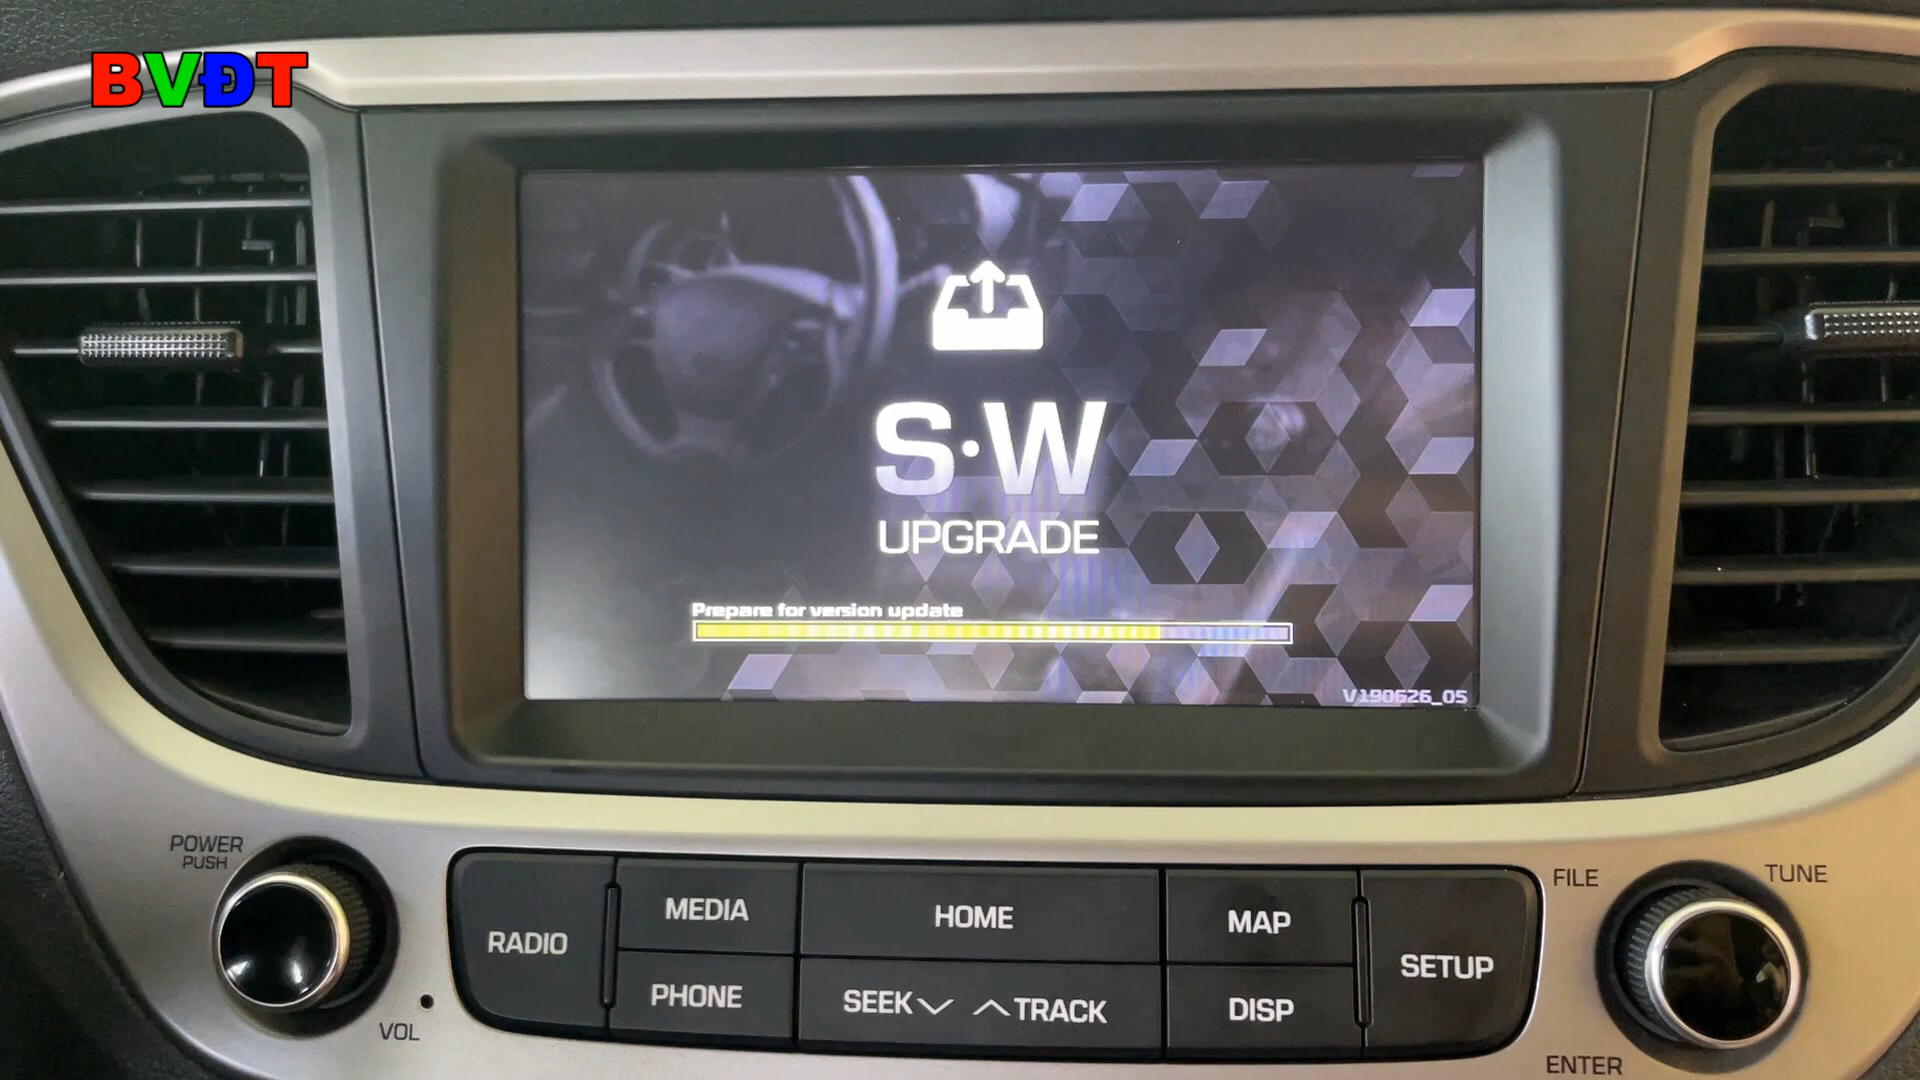 BVĐT
S·W
UPGRADE
Prepare for version update
V190626_05
POWER
PUSH
VOL
RADIO
MEDIA
PHONE
HOME
SEEK TRACK
MAP
DISP
SETUP
FILE
TUNE
ENTER